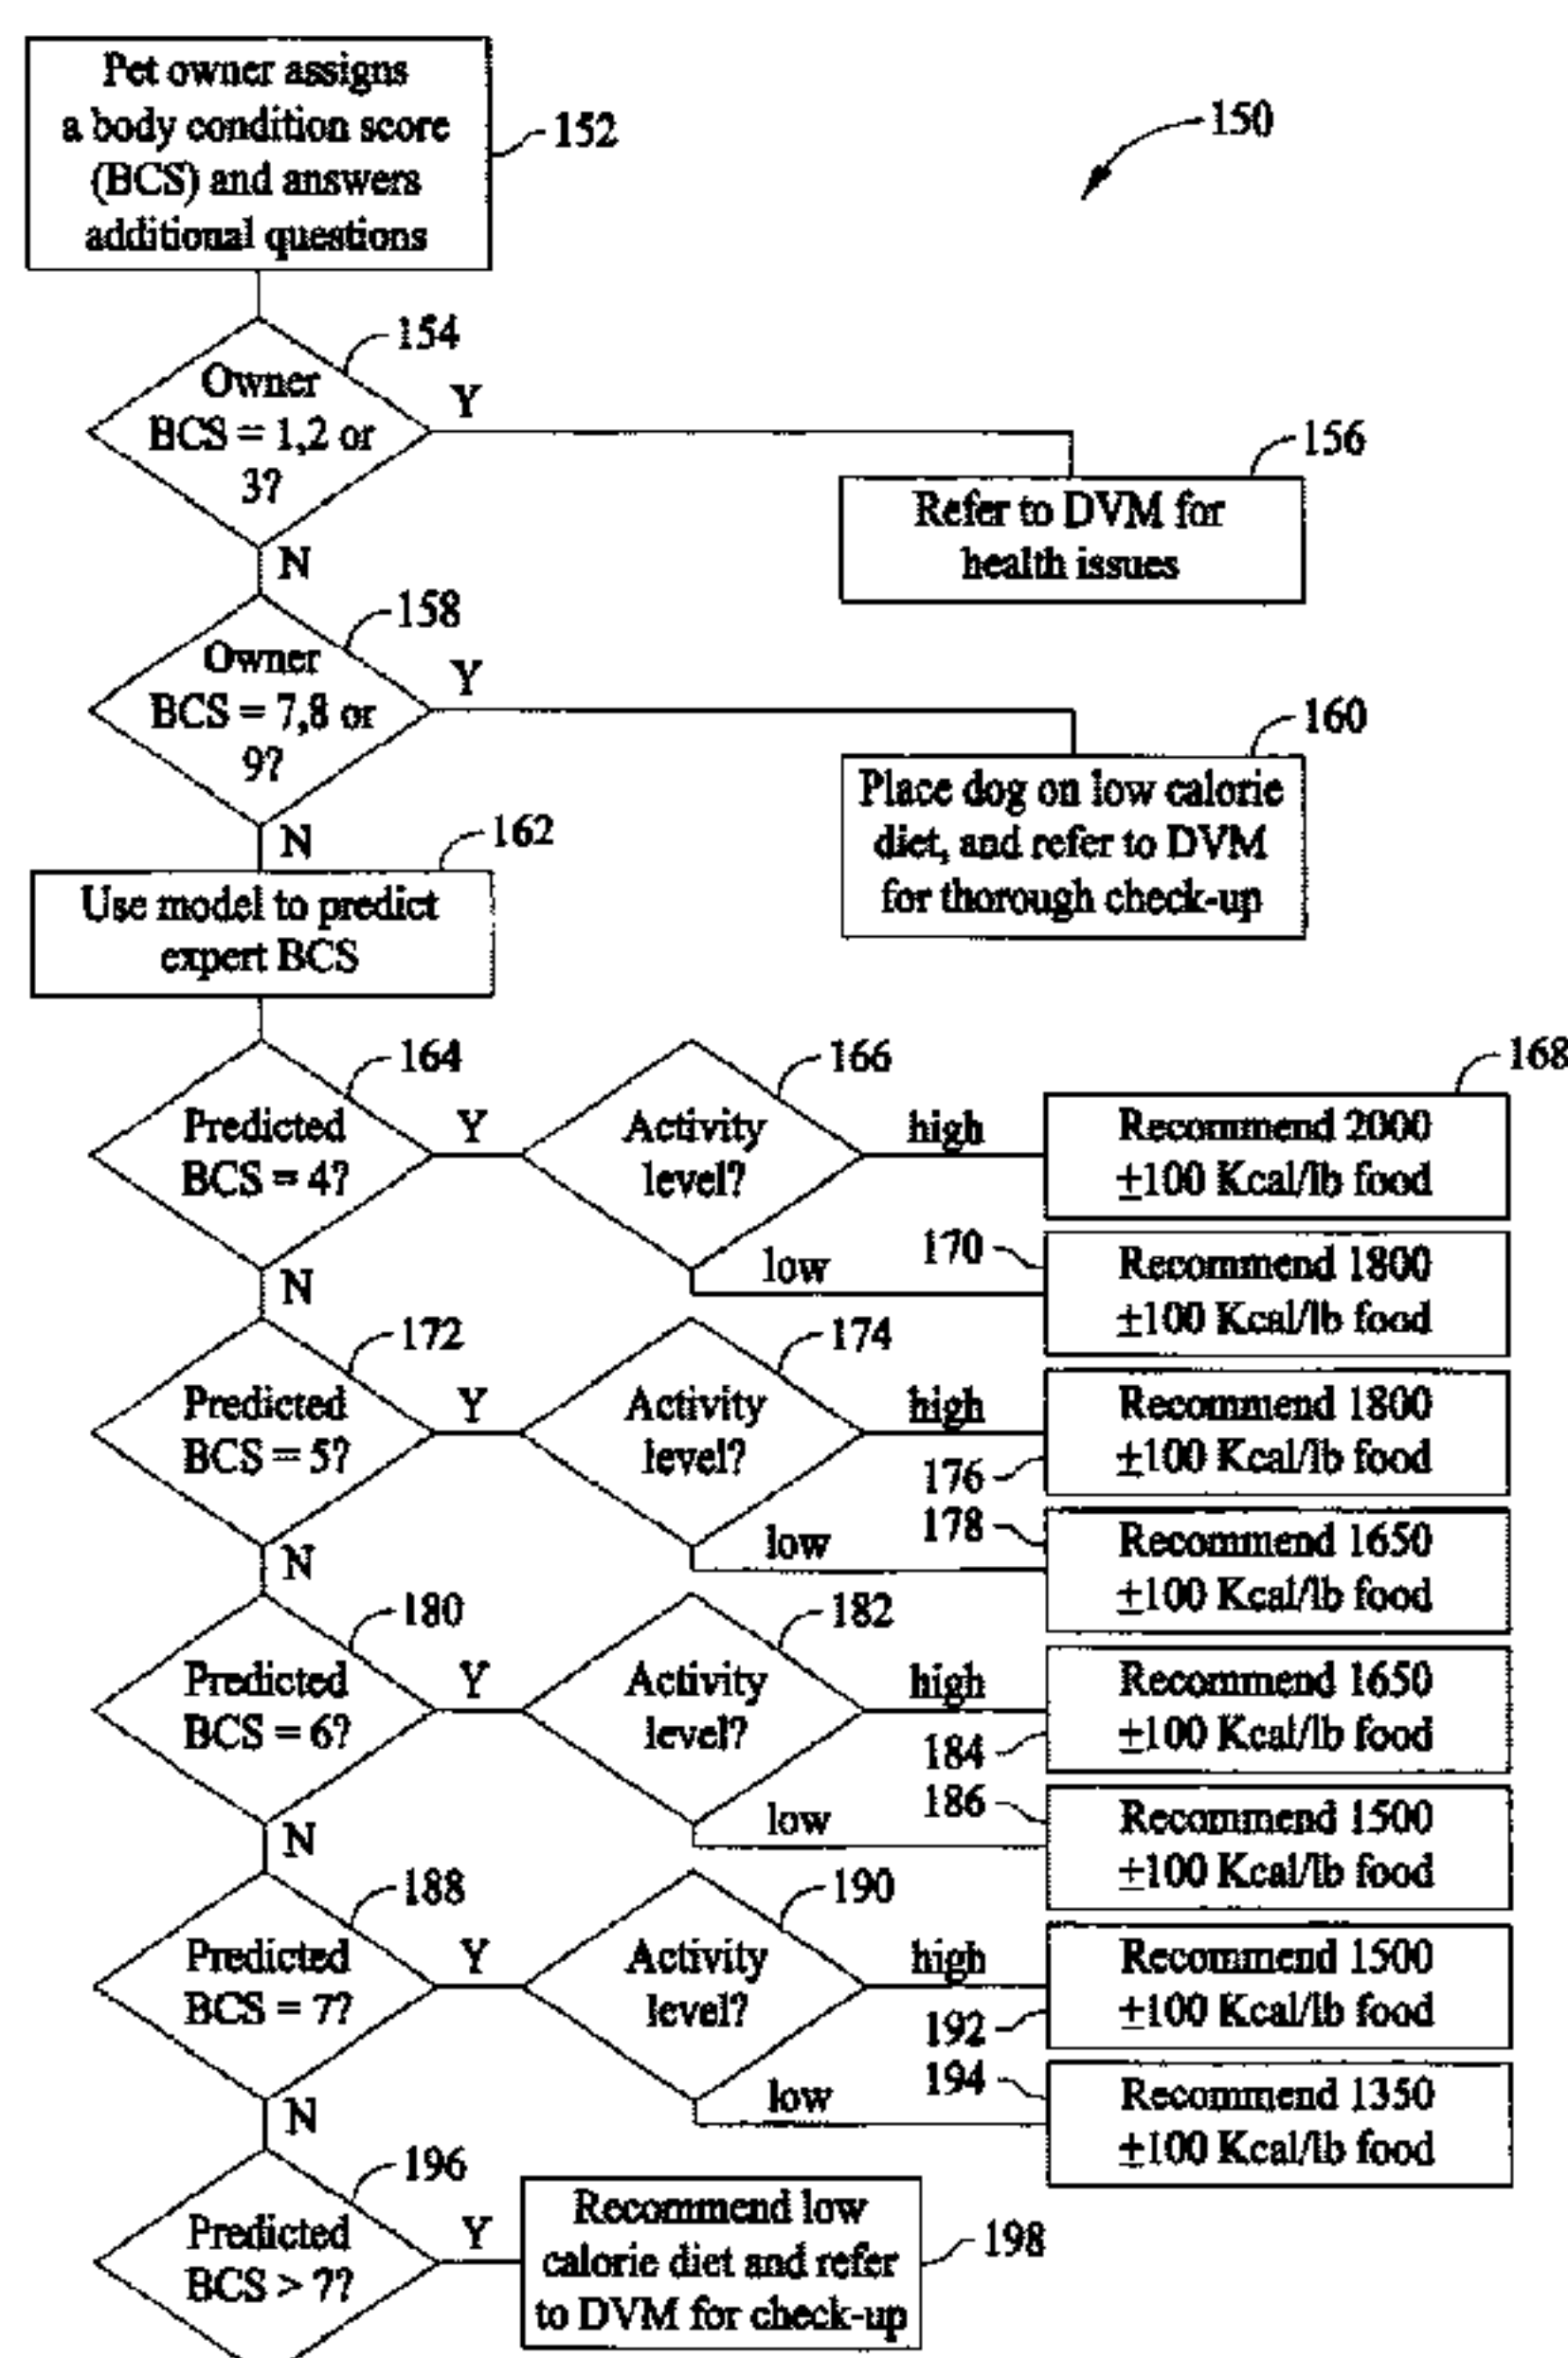 Pet owner assigns
a body condition score
(BCS) and answers
additional questions
152
150
154
Owner
BCS = 1,2 or
3?
Y
156
Refer to DVM for
health issues
N
158
Owner
BCS = 7,8 or
9?
Y
160
Place dog on low calorie
diet, and refer to DVM
for thorough check-up
N
162
Use model to predict
expert BCS
164
Predicted
BCS = 4?
Y
166
Activity
level?
high
168
Recommend 2000
±100 Kcal/lb food
low
170
Recommend 1800
±100 Kcal/lb food
N
172
Predicted
BCS = 5?
Y
174
Activity
level?
high
176
Recommend 1800
±100 Kcal/lb food
low
178
Recommend 1650
±100 Kcal/lb food
N
180
Predicted
BCS = 6?
Y
182
Activity
level?
high
184
Recommend 1650
±100 Kcal/lb food
low
186
Recommend 1500
±100 Kcal/lb food
N
188
Predicted
BCS = 7?
Y
190
Activity
level?
high
192
Recommend 1500
±100 Kcal/lb food
low
194
Recommend 1350
±100 Kcal/lb food
N
196
Predicted
BCS > 7?
Y
Recommend low
calorie diet and refer
to DVM for check-up
198